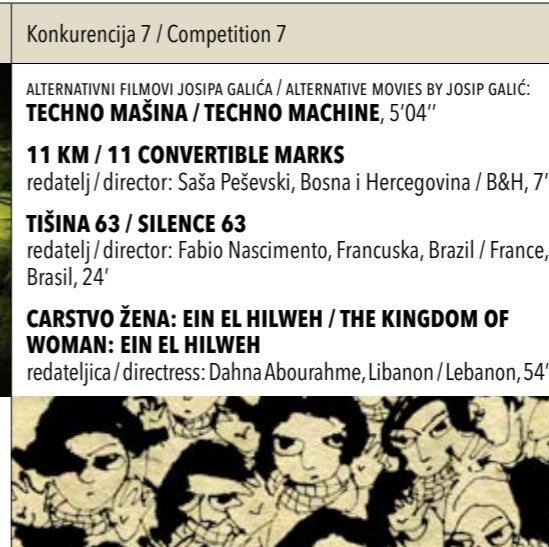 Konkurencija 7 / Competition 7
ALTERNATIVNI FILMOVI JOSIPA GALIĆA / ALTERNATIVE MOVIES BY JOSIP GALIĆ:
TECHNO MAŠINA / TECHNO MACHINE, 5’04’’
11 KM / 11 CONVERTIBLE MARKS
redatelj / director: Saša Peševski, Bosna i Hercegovina / B&H, 7’
TIŠINA 63 / SILENCE 63
redatelj / director: Fabio Nascimento, Francuska, Brazil / France,
Brasil, 24’
CARSTVO ŽENA: EIN EL HILWEH / THE KINGDOM OF
WOMAN: EIN EL HILWEH
redateljica / directress: Dahna Abourahme, Libanon / Lebanon, 54’